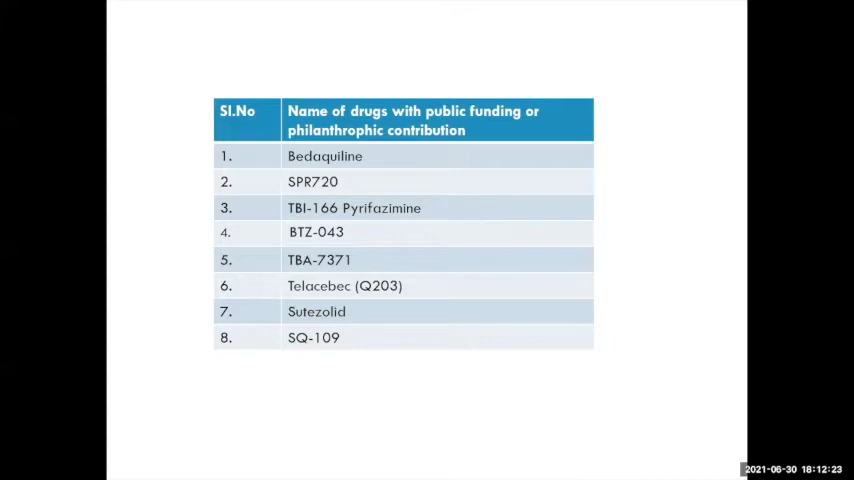 Sl.No Name of drugs with public funding or
philanthrophic contribution
1. Bedaquiline
2. SPR720
3. TBI-166 Pyrifazimine
4. BTZ-043
5. TBA-7371
6. Telacebec (Q203)
7. Sutezolid
8. SQ-109
2021-06-30 18:12:23